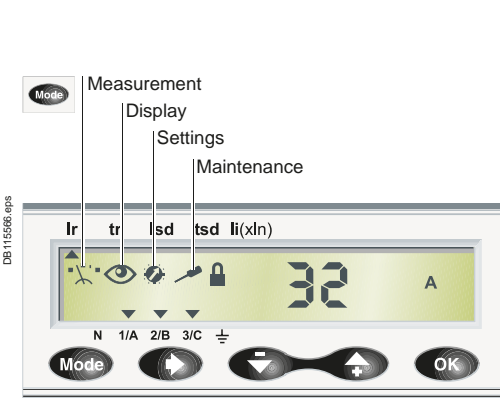 Mode
Measurement
Display
Settings
Maintenance
DB115566.eps
Ir tr Isd tsd Ii(xIn)
32 A
N 1/A 2/B 3/C
Mode OK